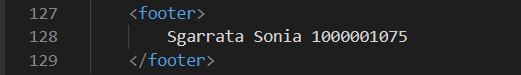 127 <footer>
128 Sgarrata Sonia 1000001075
129 </footer>